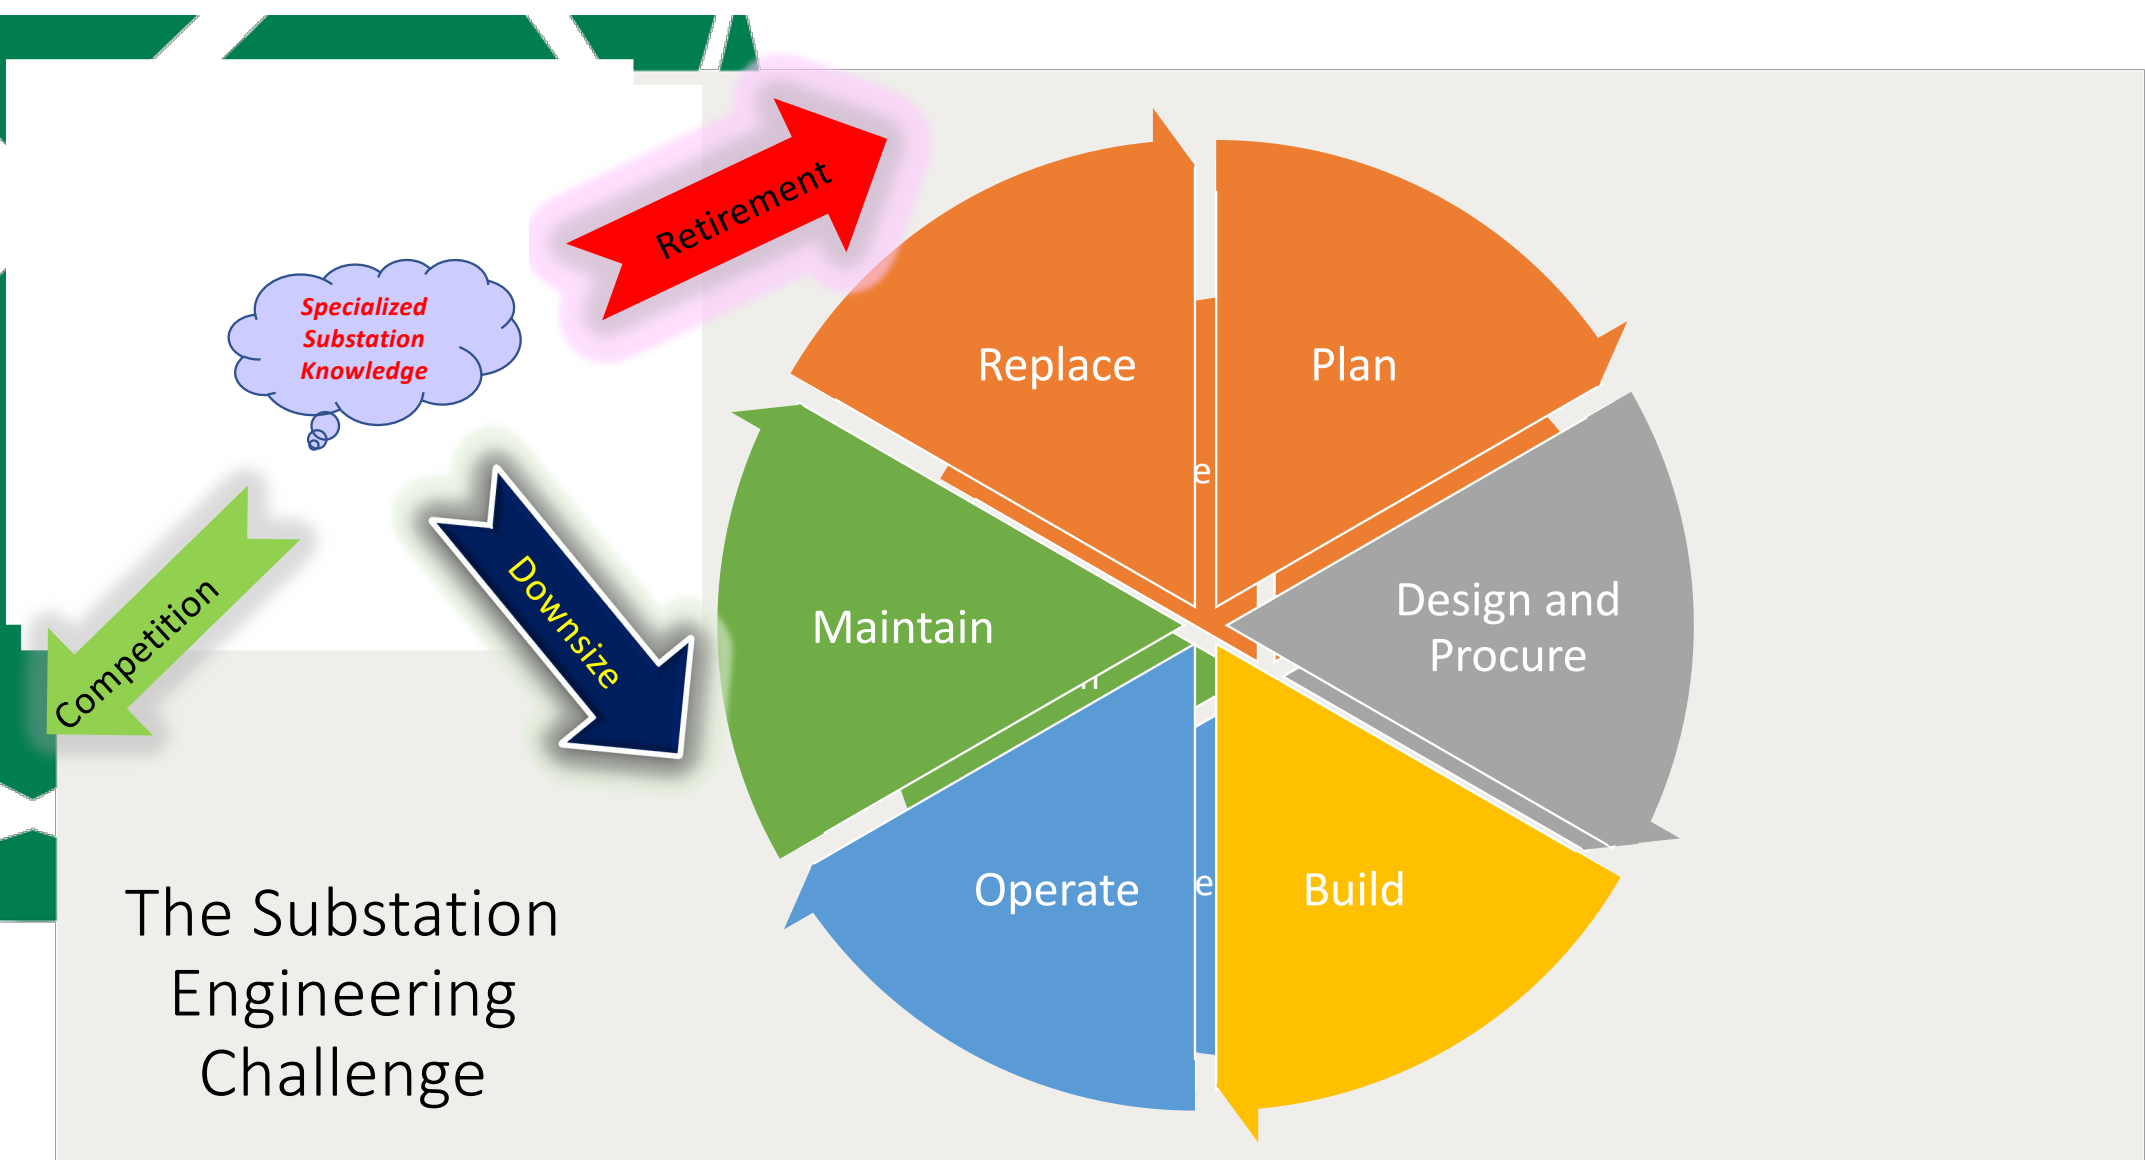 Retirement
Specialized
Substation
Knowledge
Competition
Downsize
Replace
Plan
Design and
Procure
Build
Operate
Maintain
The Substation
Engineering
Challenge